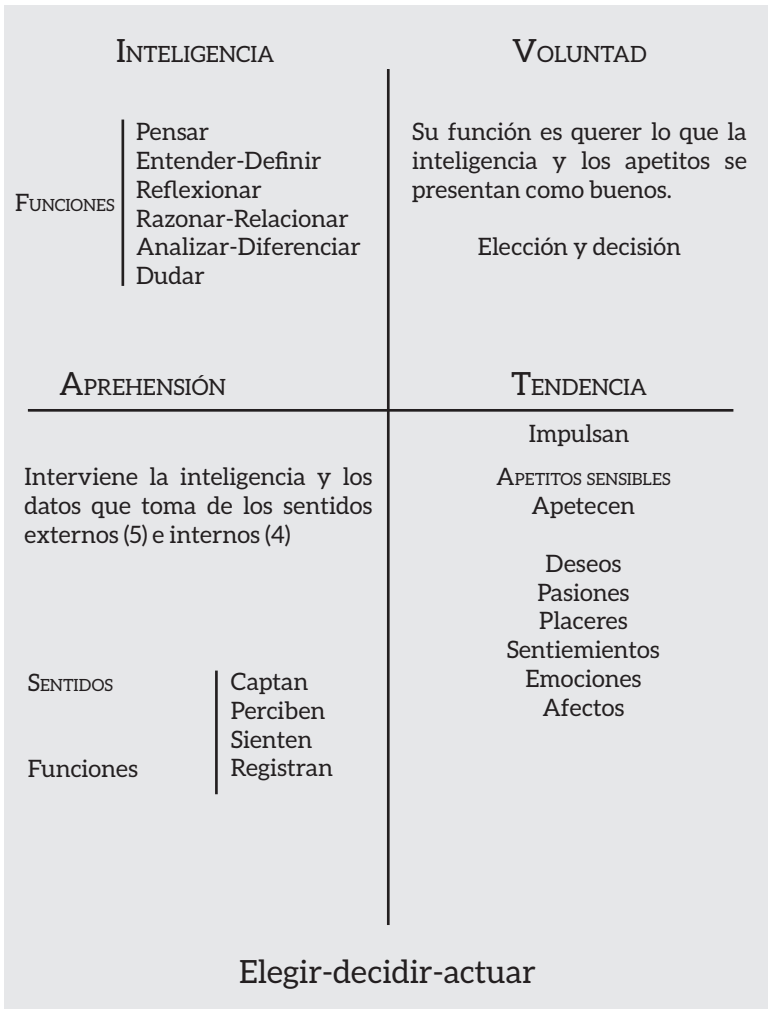 INTELIGENCIA
FUNCIONES
Pensar
Entender-Definir
Reflexionar
Razonar-Relacionar
Analizar-Diferenciar
Dudar
VOLUNTAD
Su función es querer lo que la
inteligencia y los apetitos se
presentan como buenos.
Elección y decisión
APREHENSIÓN
Interviene la inteligencia y los
datos que toma de los sentidos
externos (5) e internos (4)
SENTIDOS
Funciones
Captan
Perciben
Sienten
Registran
TENDENCIA
Impulsan
APETITOS SENSIBLES
Apetecen
Deseos
Pasiones
Placeres
Sentiemientos
Emociones
Afectos
Elegir-decidir-actuar